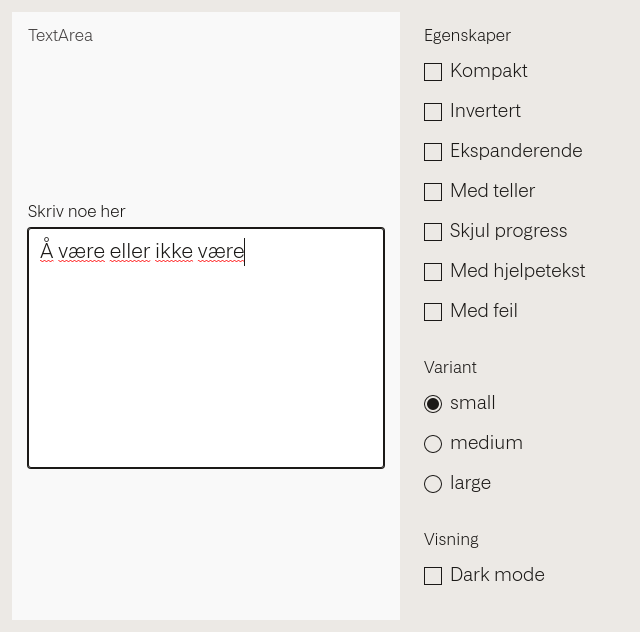 TextArea
Skriv noe her
Å være eller ikke være
Egenskaper
Kompakt
Invertert
Ekspanderende
Med teller
Skjul progress
Med hjelpetekst
Med feil
Variant
small
medium
large
Visning
Dark mode